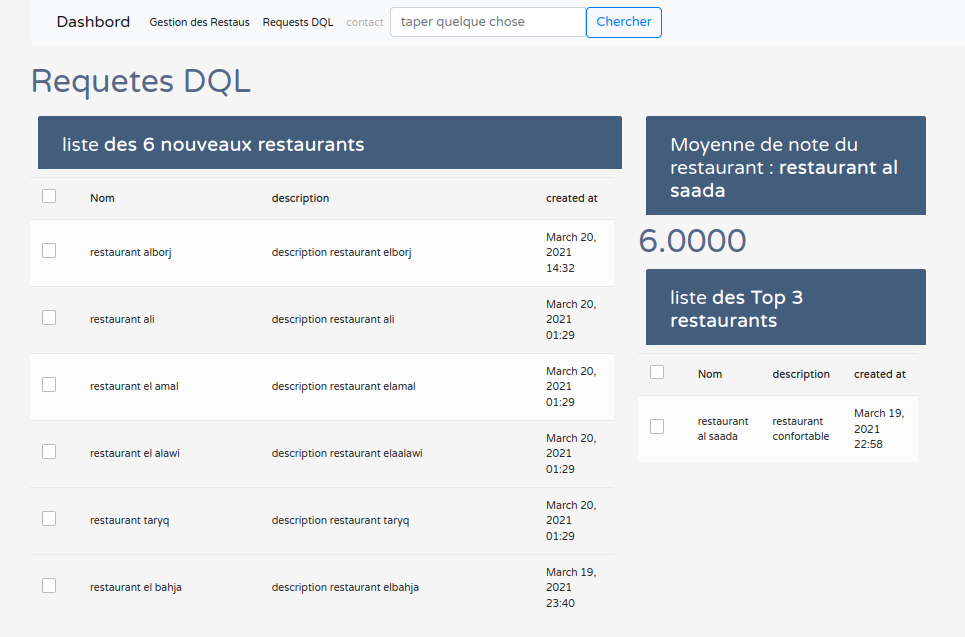 Dashbord Gestion des Restaus Requests DQL contact taper quelque chose Chercher
Requetes DQL
liste des 6 nouveaux restaurants
Nom description created at
restaurant alborj description restaurant elborj March 20, 2021 14:32
restaurant ali description restaurant ali March 20, 2021 01:29
restaurant el amal description restaurant elamal March 20, 2021 01:29
restaurant el alawi description restaurant elaalawi March 20, 2021 01:29
restaurant taryq description restaurant taryq March 20, 2021 01:29
restaurant el bahja description restaurant elbahja March 19, 2021 23:40
Moyenne de note du
restaurant : restaurant al
saada
6.0000
liste des Top 3
restaurants
Nom description created at
restaurant al saada restaurant confortable March 19, 2021 22:58